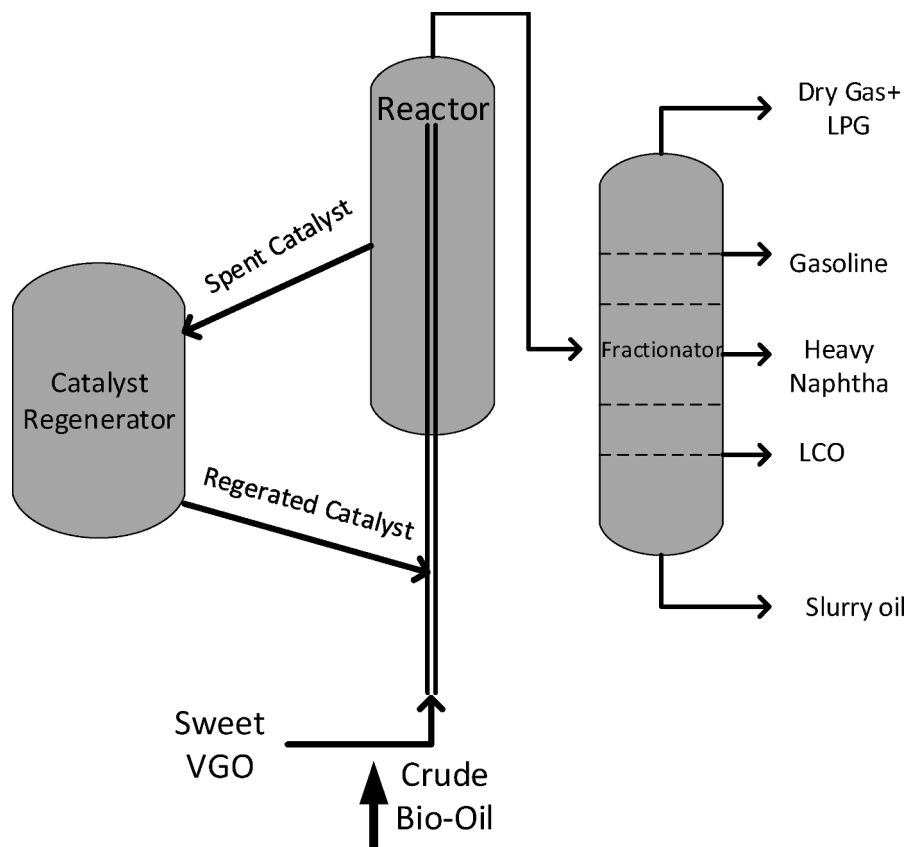 Reactor
Dry Gas+
LPG
Spent Catalyst
Gasoline
Fractionator
Heavy
Naphtha
Catalyst
Regenerator
LCO
Regerated Catalyst
Slurry oil
Sweet
VGO
Crude
Bio-Oil